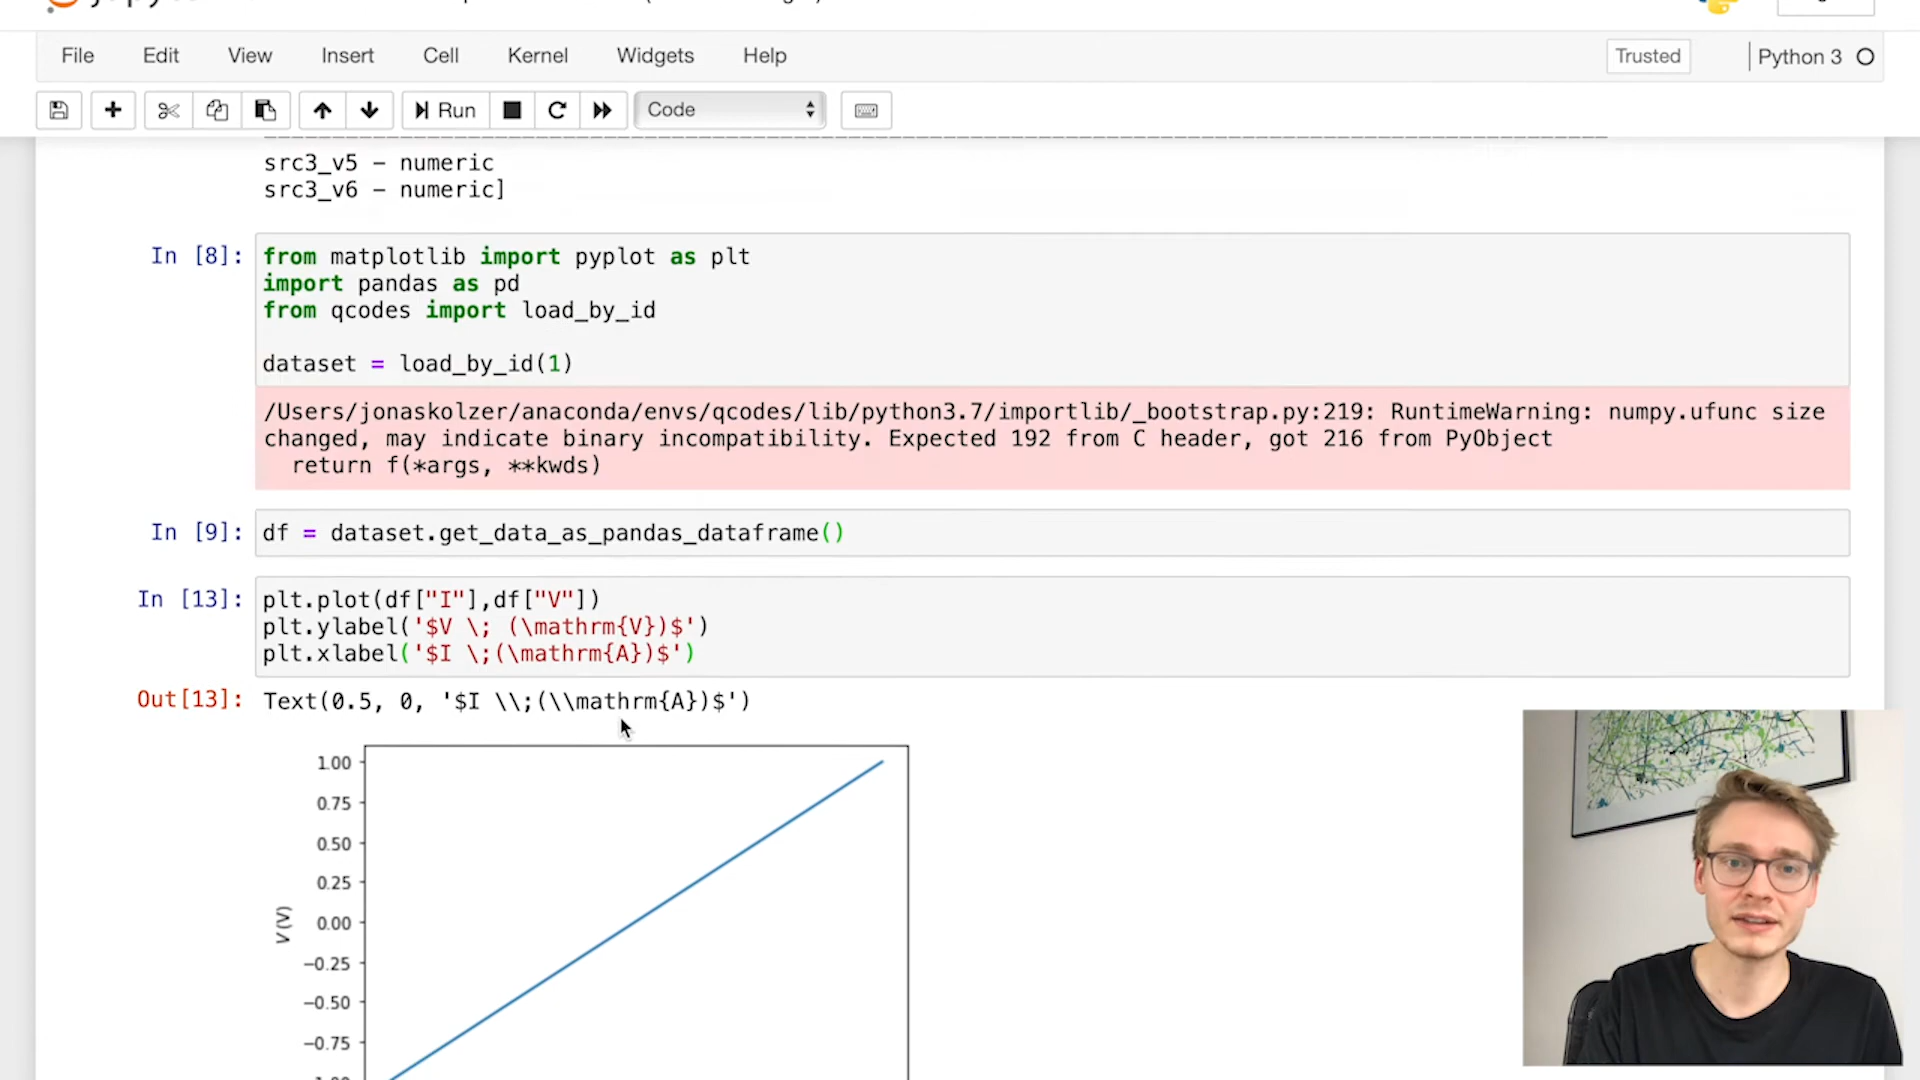 File Edit View Insert Cell Kernel Widgets Help Trusted Python 3
Run Code
src3_v5 - numeric
src3_v6 - numeric]
In [8]: from matplotlib import pyplot as plt
import pandas as pd
from qcodes import load_by_id
dataset = load_by_id(1)
/Users/jonaskolzer/anaconda/envs/qcodes/lib/python3.7/importlib/_bootstrap.py:219: RuntimeWarning: numpy.ufunc size
changed, may indicate binary incompatibility. Expected 192 from C header, got 216 from PyObject
return f(*args, **kwds)
In [9]: df = dataset.get_data_as_pandas_dataframe()
In [13]: plt.plot(df["I"],df["V"])
plt.ylabel('$V \; (\mathrm{V})$')
plt.xlabel('$I \;(\mathrm{A})$')
Out[13]: Text(0.5, 0, '$I \\;(\\mathrm{A})$')
1.00
0.75
0.50
0.25
0.00
−0.25
−0.50
−0.75
V (V)